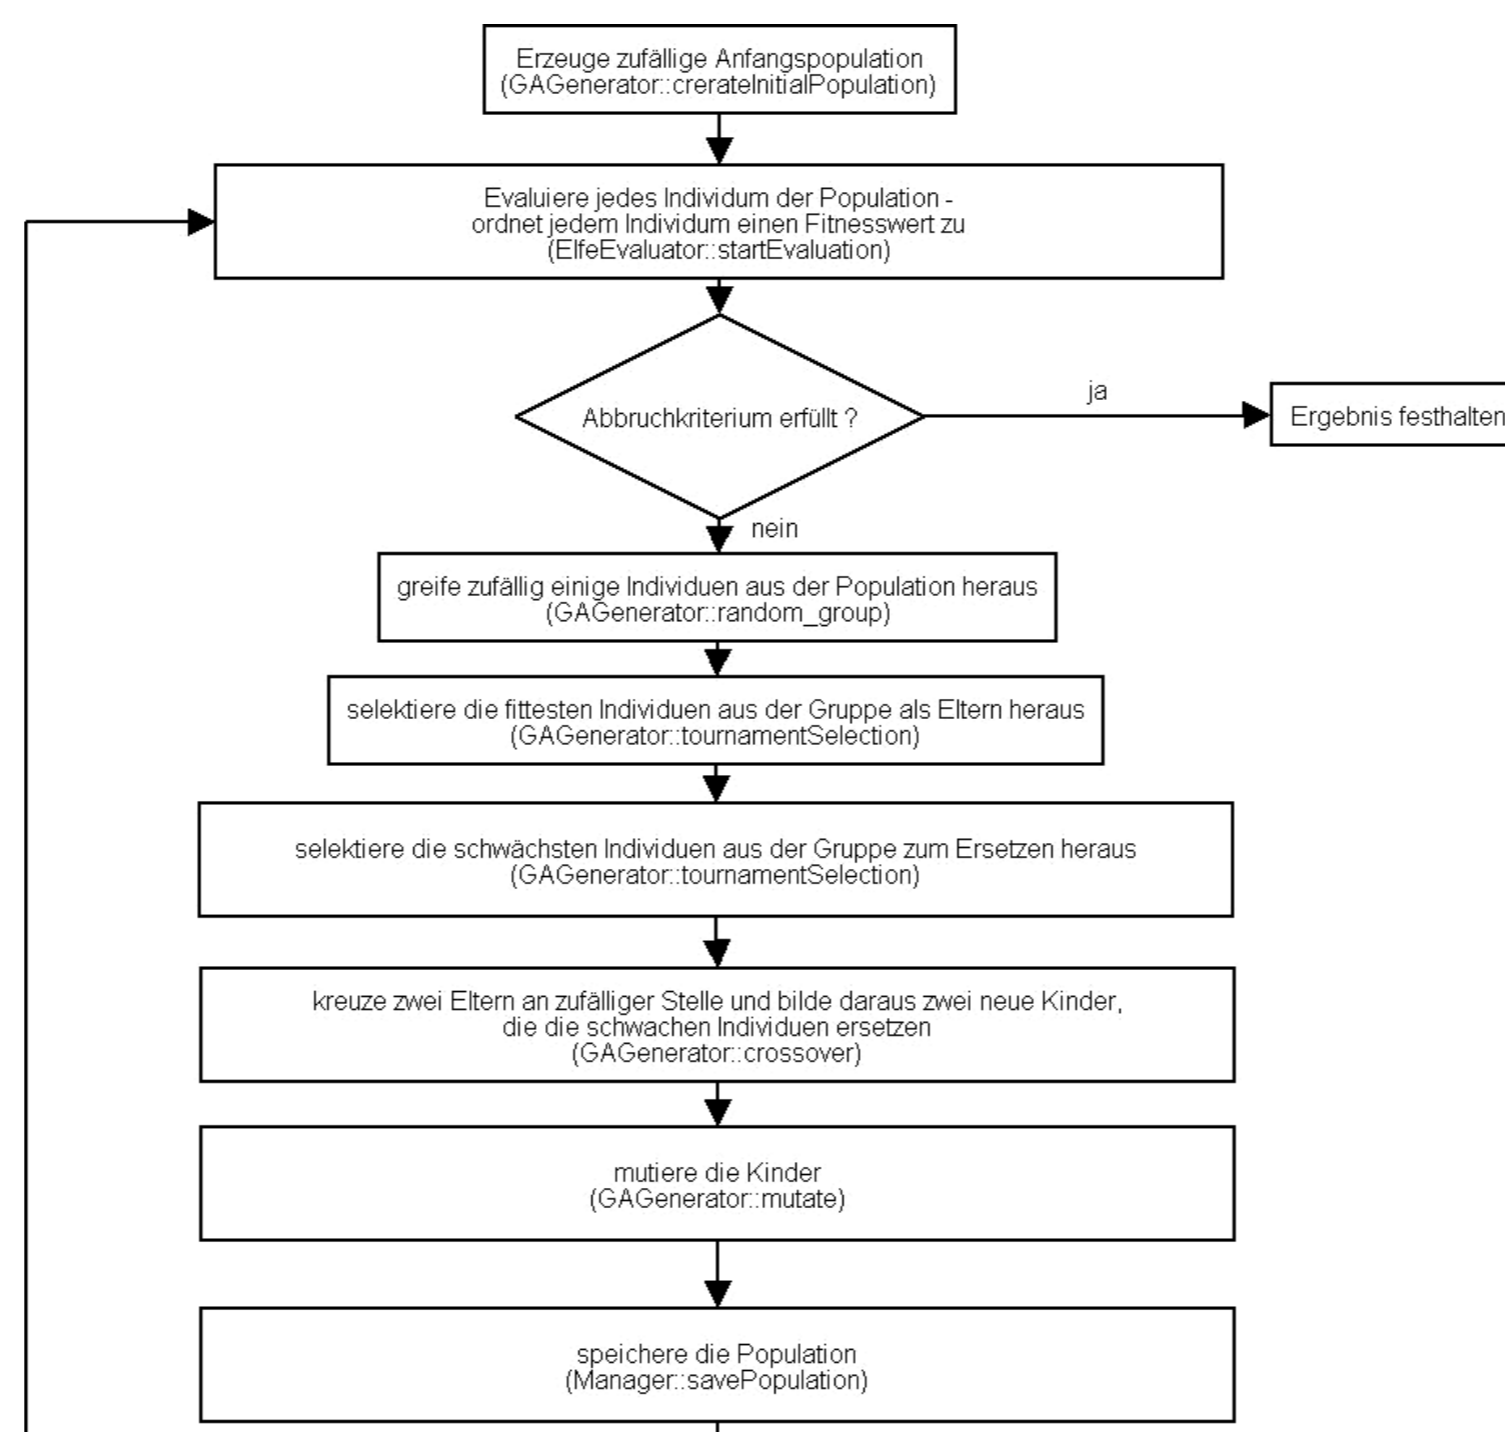 Erzeuge zufällige Anfangspopulation
(GAGenerator::crerateInitialPopulation)
Evaluiere jedes Individum der Population -
ordnet jedem Individum einen Fitnesswert zu
(ElfeEvaluator::startEvaluation)
Abbruchkriterium erfüllt ?
ja
Ergebnis festhalten
nein
greife zufällig einige Individuen aus der Population heraus
(GAGenerator::random_group)
selektiere die fittesten Individuen aus der Gruppe als Eltern heraus
(GAGenerator::tournamentSelection)
selektiere die schwächsten Individuen aus der Gruppe zum Ersetzen heraus
(GAGenerator::tournamentSelection)
kreuze zwei Eltern an zufälliger Stelle und bilde daraus zwei neue Kinder,
die die schwachen Individuen ersetzen
(GAGenerator::crossover)
mutiere die Kinder
(GAGenerator::mutate)
speichere die Population
(Manager::savePopulation)